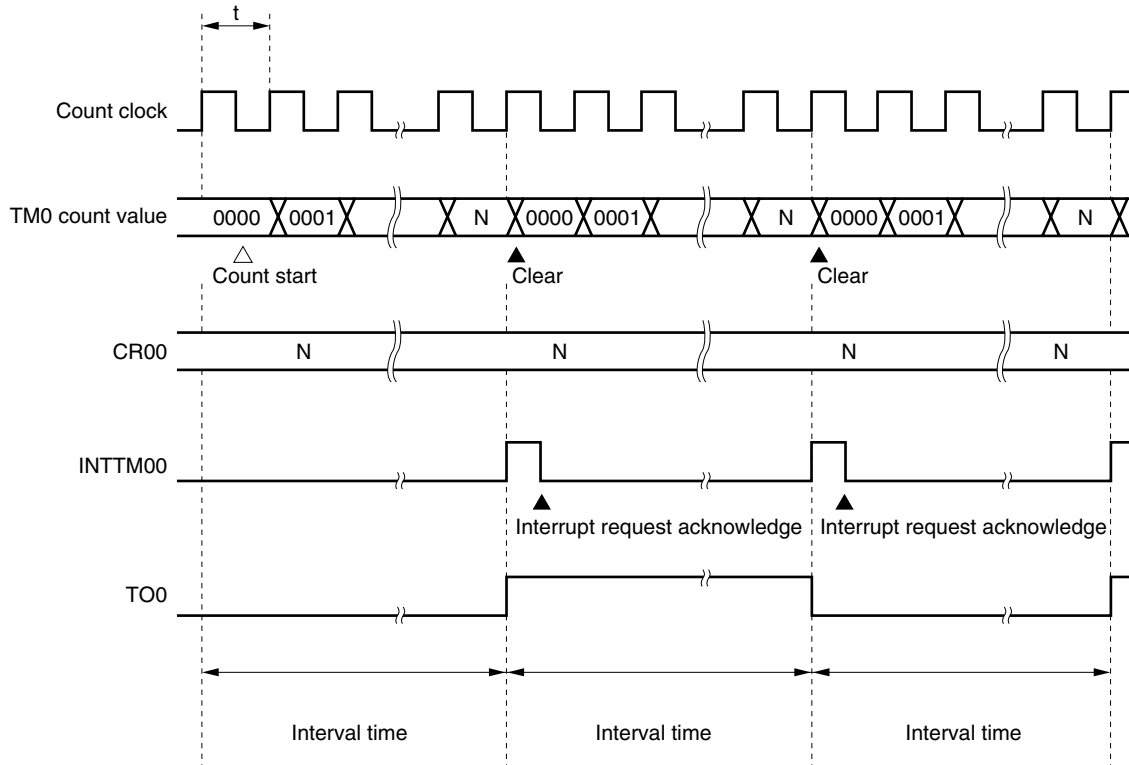 t
Count clock
TM0 count value 0000 0001 N 0000 0001 N 0000 0001 N
Count start Clear Clear
CR00 N N N N
INTTM00
Interrupt request acknowledge Interrupt request acknowledge
TO0
Interval time Interval time Interval time